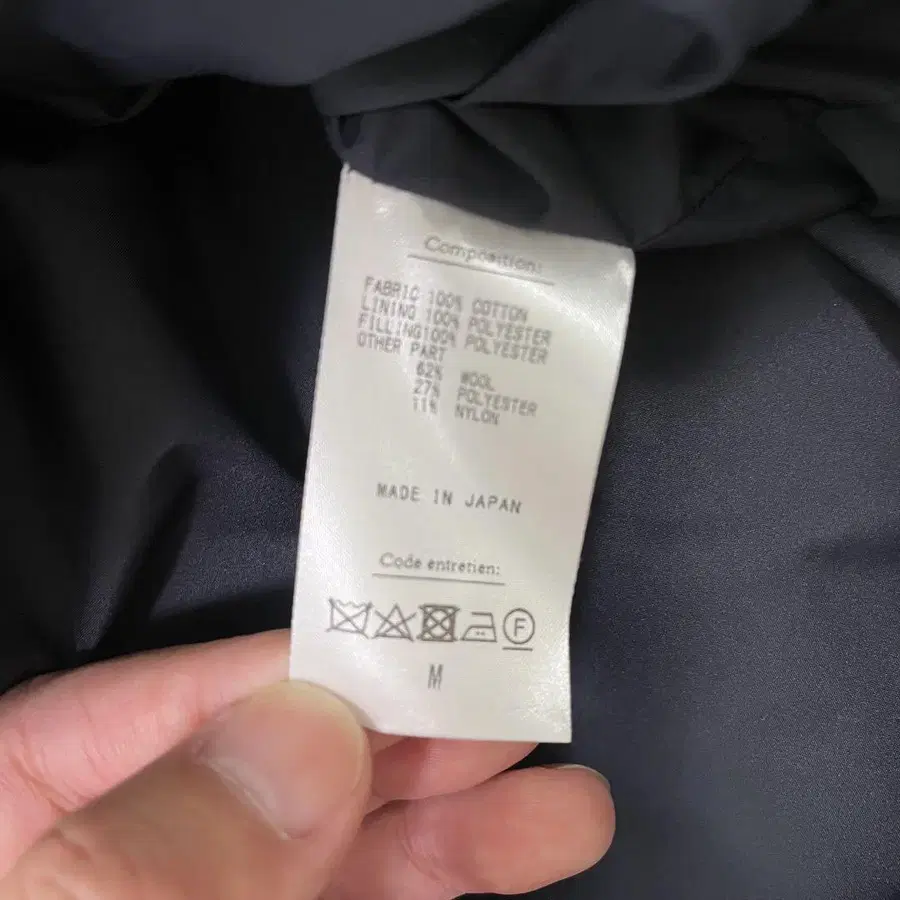 Composition:
FABRIC 100% COTTON
LINING 100% POLYESTER
FILLING100% POLYESTER
OTHER PART
62% WOOL
27% POLYESTER
11% NYLON
MADE IN JAPAN
Code entretien:
F
M